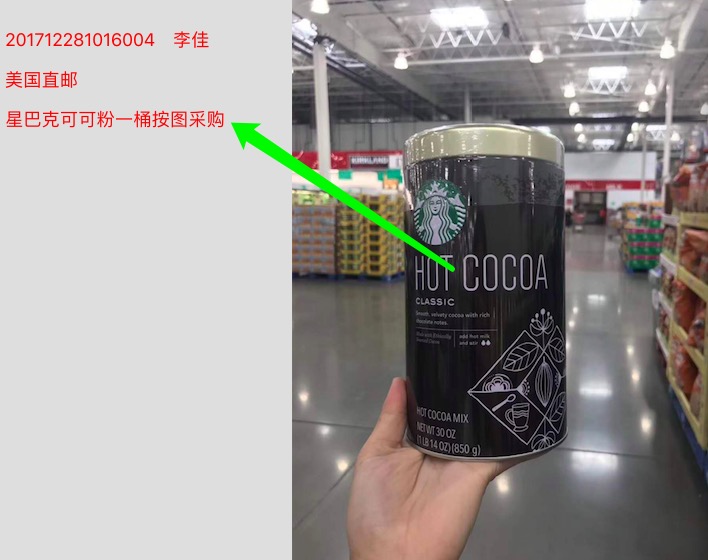 201712281016004 李佳
美国直邮
星巴克可可粉一桶按图采购
KIRKLAND
HOT COCOA
CLASSIC
Smooth, velvety cocoa with rich
chocolate notes.
add hot milk
and stir
HOT COCOA MIX
NET WT 30 OZ
(1 LB 14 OZ) (850 g)